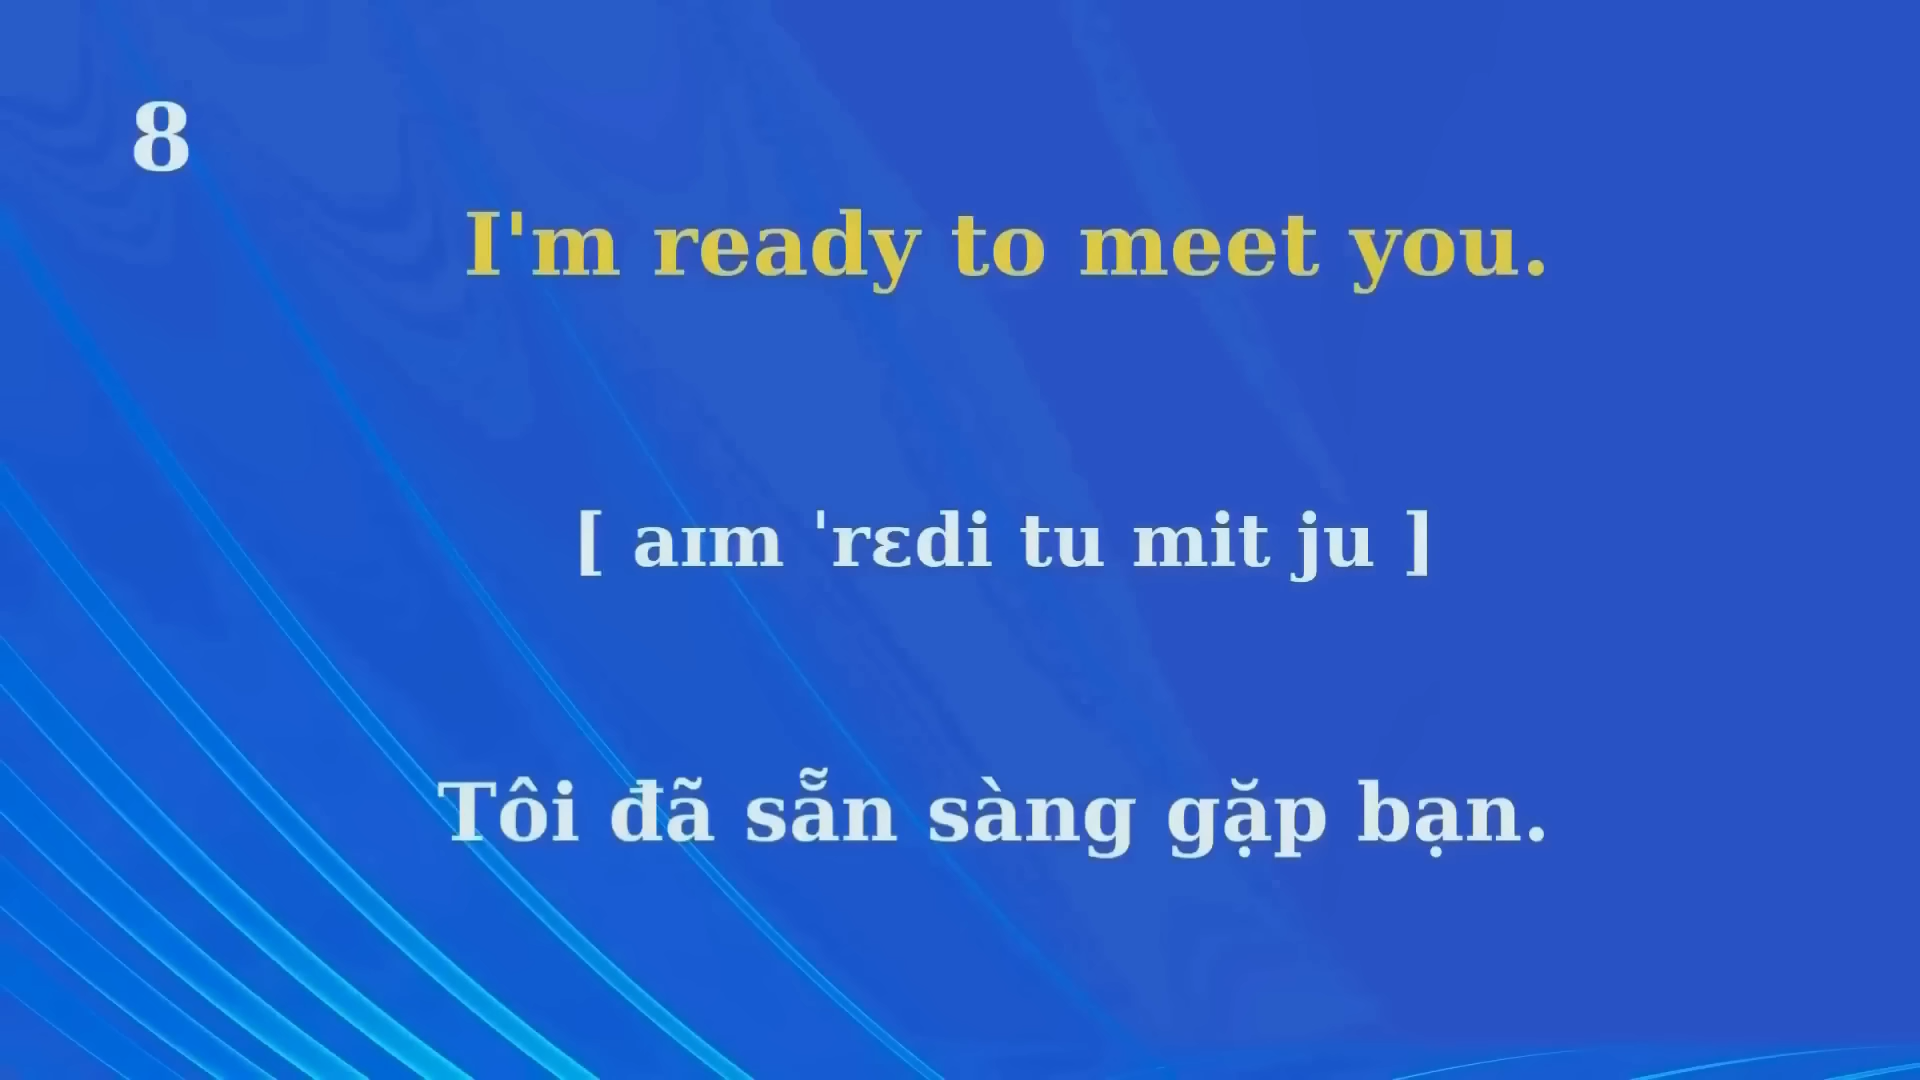 8
I'm ready to meet you.
[ aɪm ˈrɛdi tu mit ju ]
Tôi đã sẵn sàng gặp bạn.